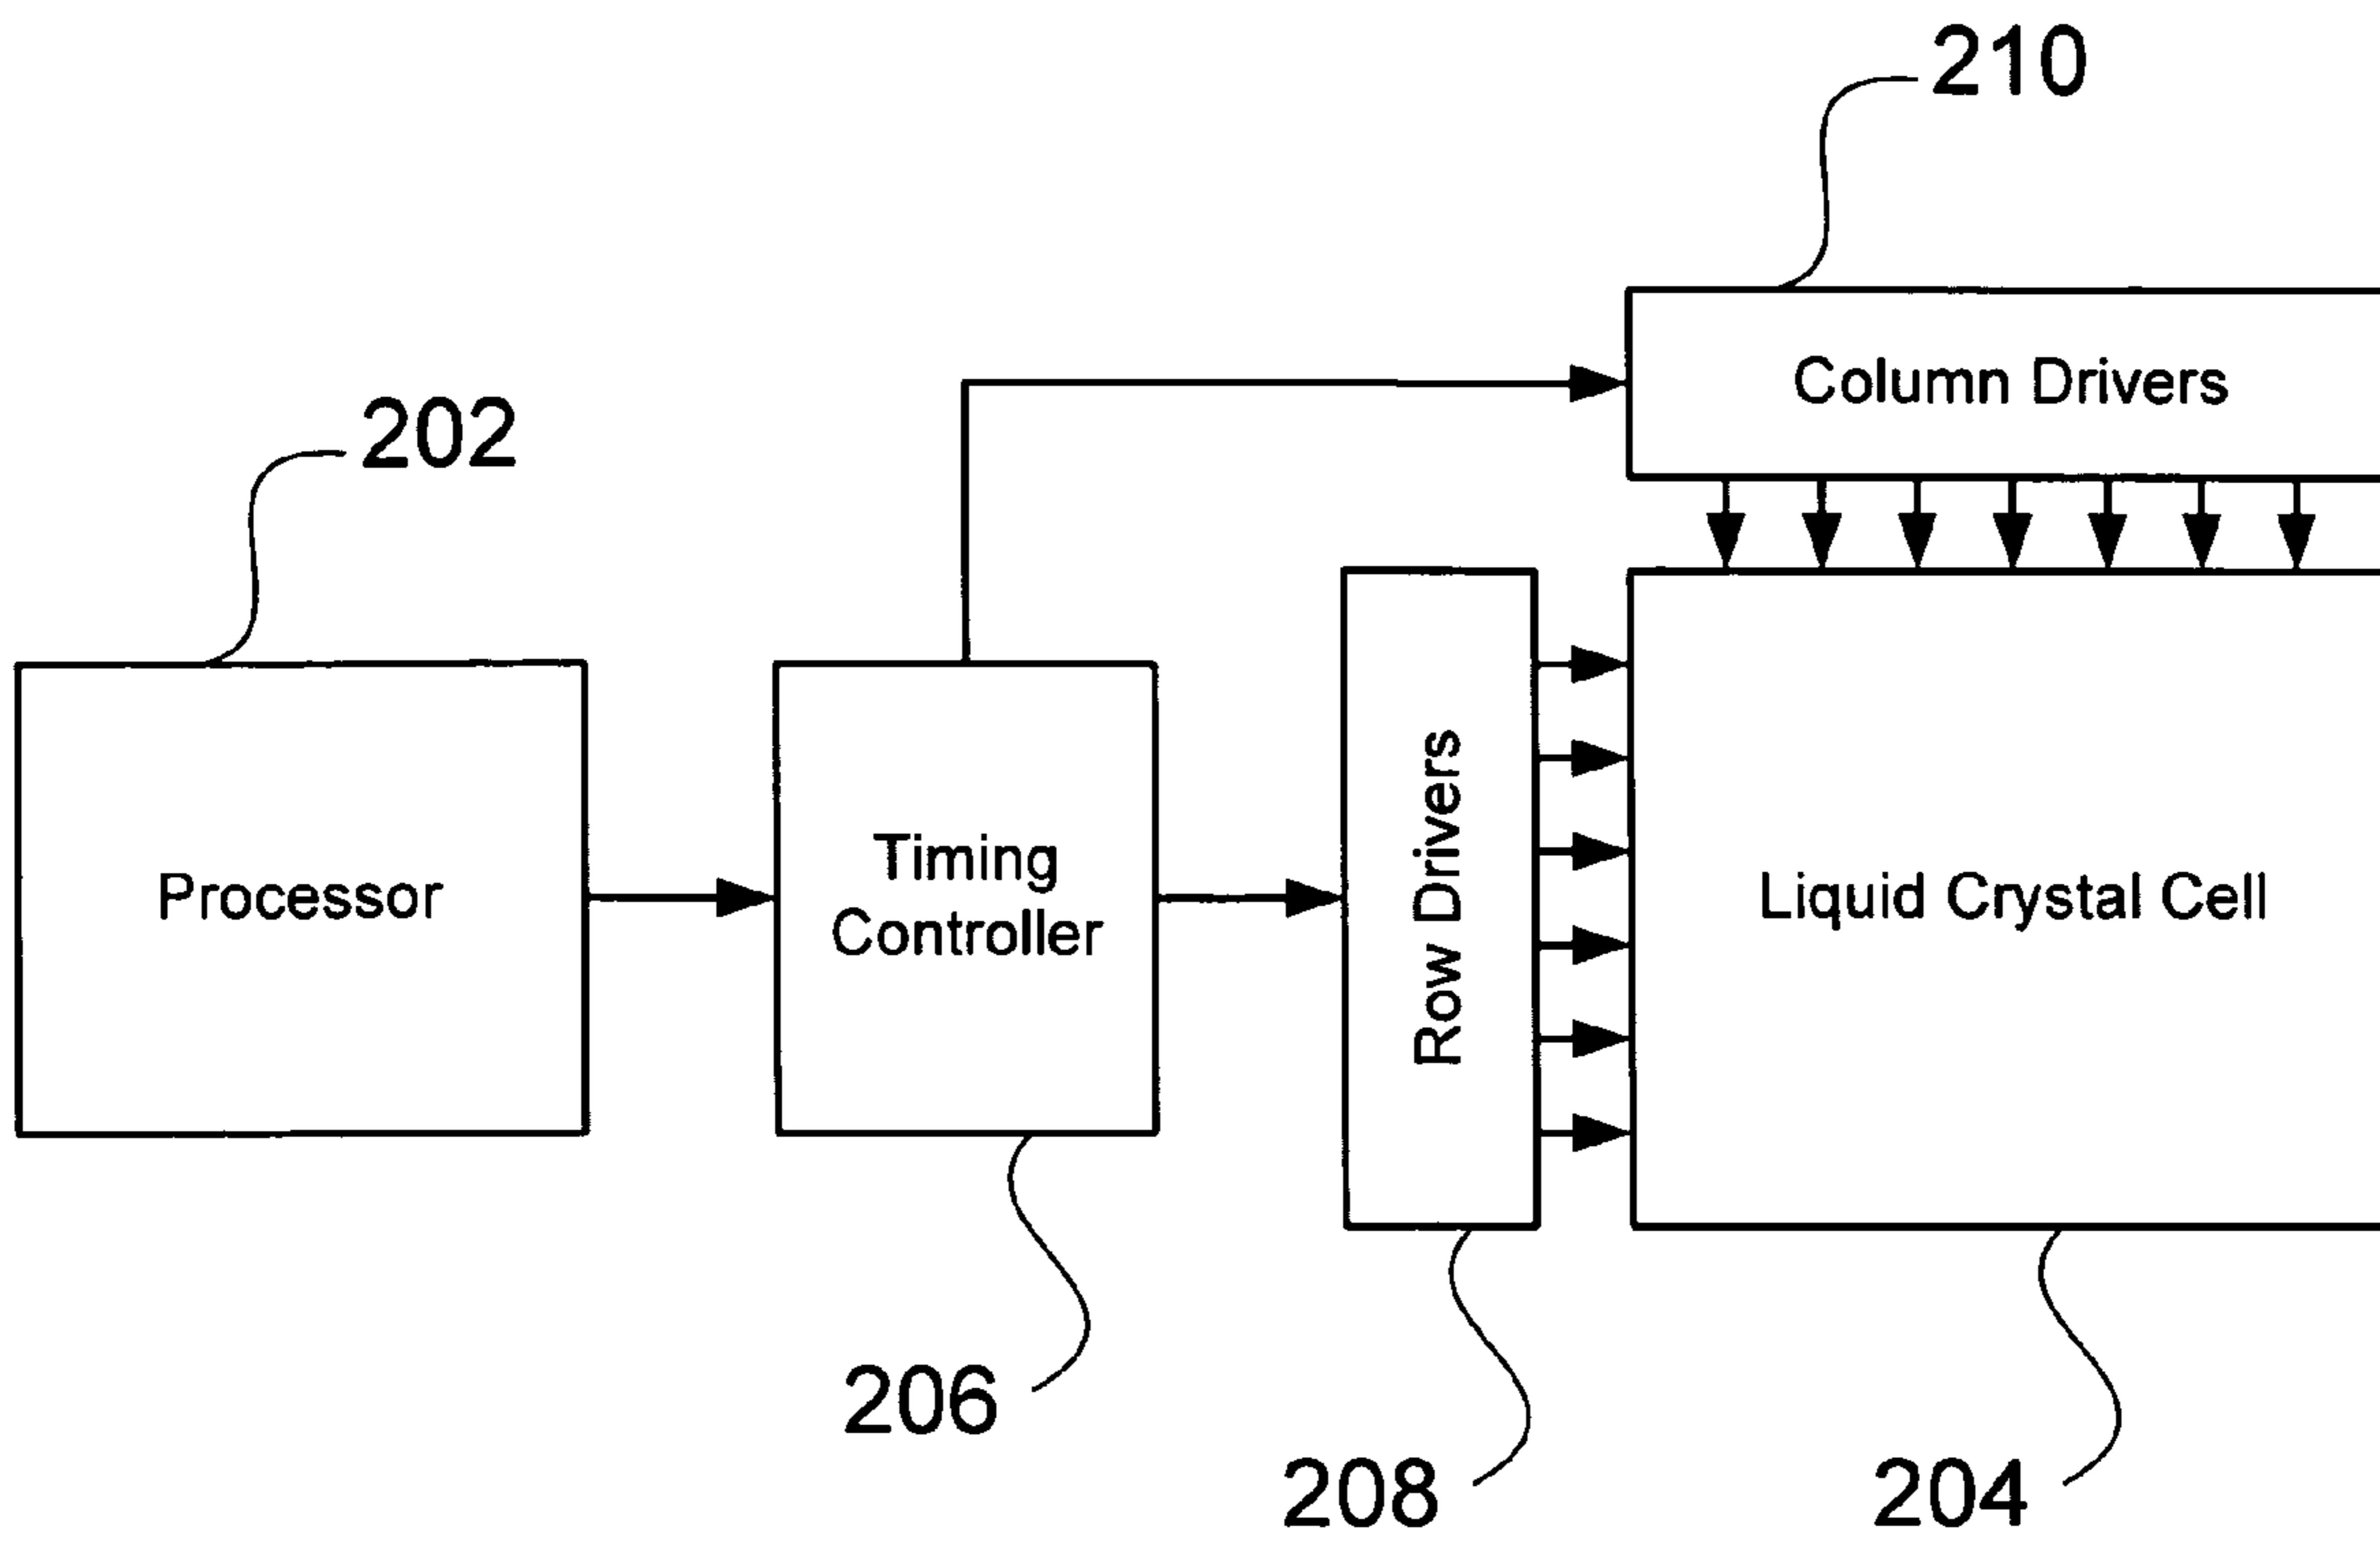 210
Column Drivers
202
Processor
Timing
Controller
Row Drivers
Liquid Crystal Cell
206
208
204